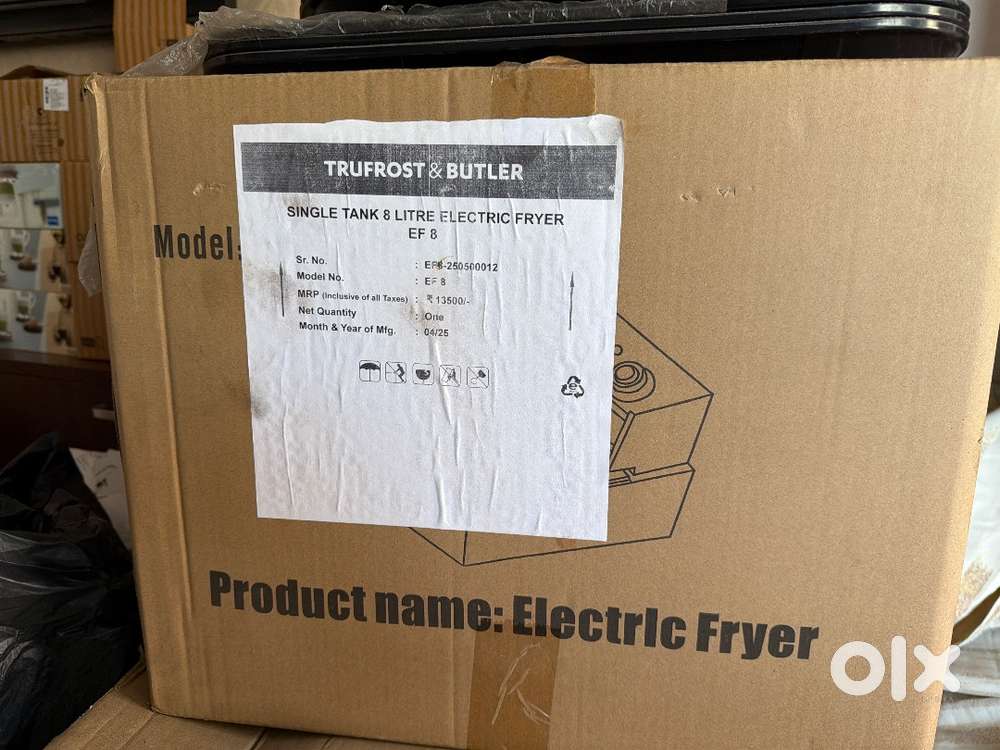 TRUFROST & BUTLER
SINGLE TANK 8 LITRE ELECTRIC FRYER
EF 8
Model:
Sr. No. : EF8-250500012
Model No. : EF 8
MRP (Inclusive of all Taxes) : ₹ 13500/-
Net Quantity : One
Month & Year of Mfg. : 04/25
Product name: Electric Fryer
olx